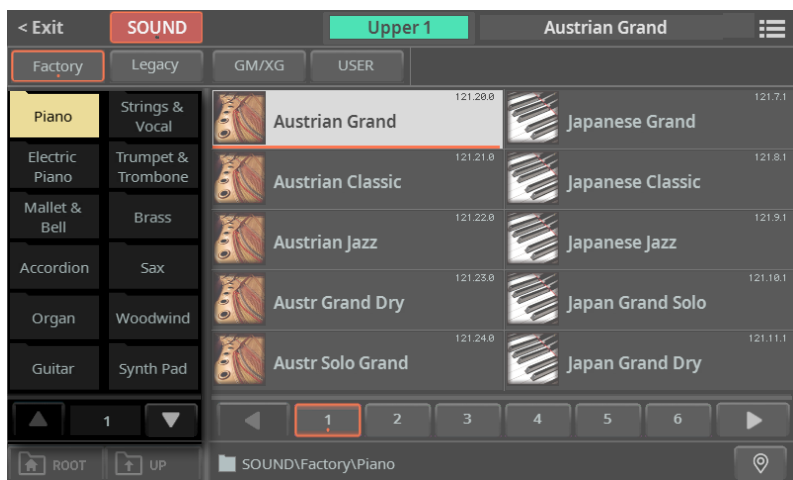 < Exit
SOUND
Upper 1
Austrian Grand
Factory
Legacy
GM/XG
USER
Piano
Strings &
Vocal
Electric
Piano
Trumpet &
Trombone
Mallet &
Bell
Brass
Accordion
Sax
Organ
Woodwind
Guitar
Synth Pad
1
ROOT
UP
121.20.0
Austrian Grand
121.7.1
Japanese Grand
121.21.0
Austrian Classic
121.8.1
Japanese Classic
121.22.0
Austrian Jazz
121.9.1
Japanese Jazz
121.23.0
Austr Grand Dry
121.10.1
Japan Grand Solo
121.24.0
Austr Solo Grand
121.11.1
Japan Grand Dry
1
2
3
4
5
6
SOUND\Factory\Piano